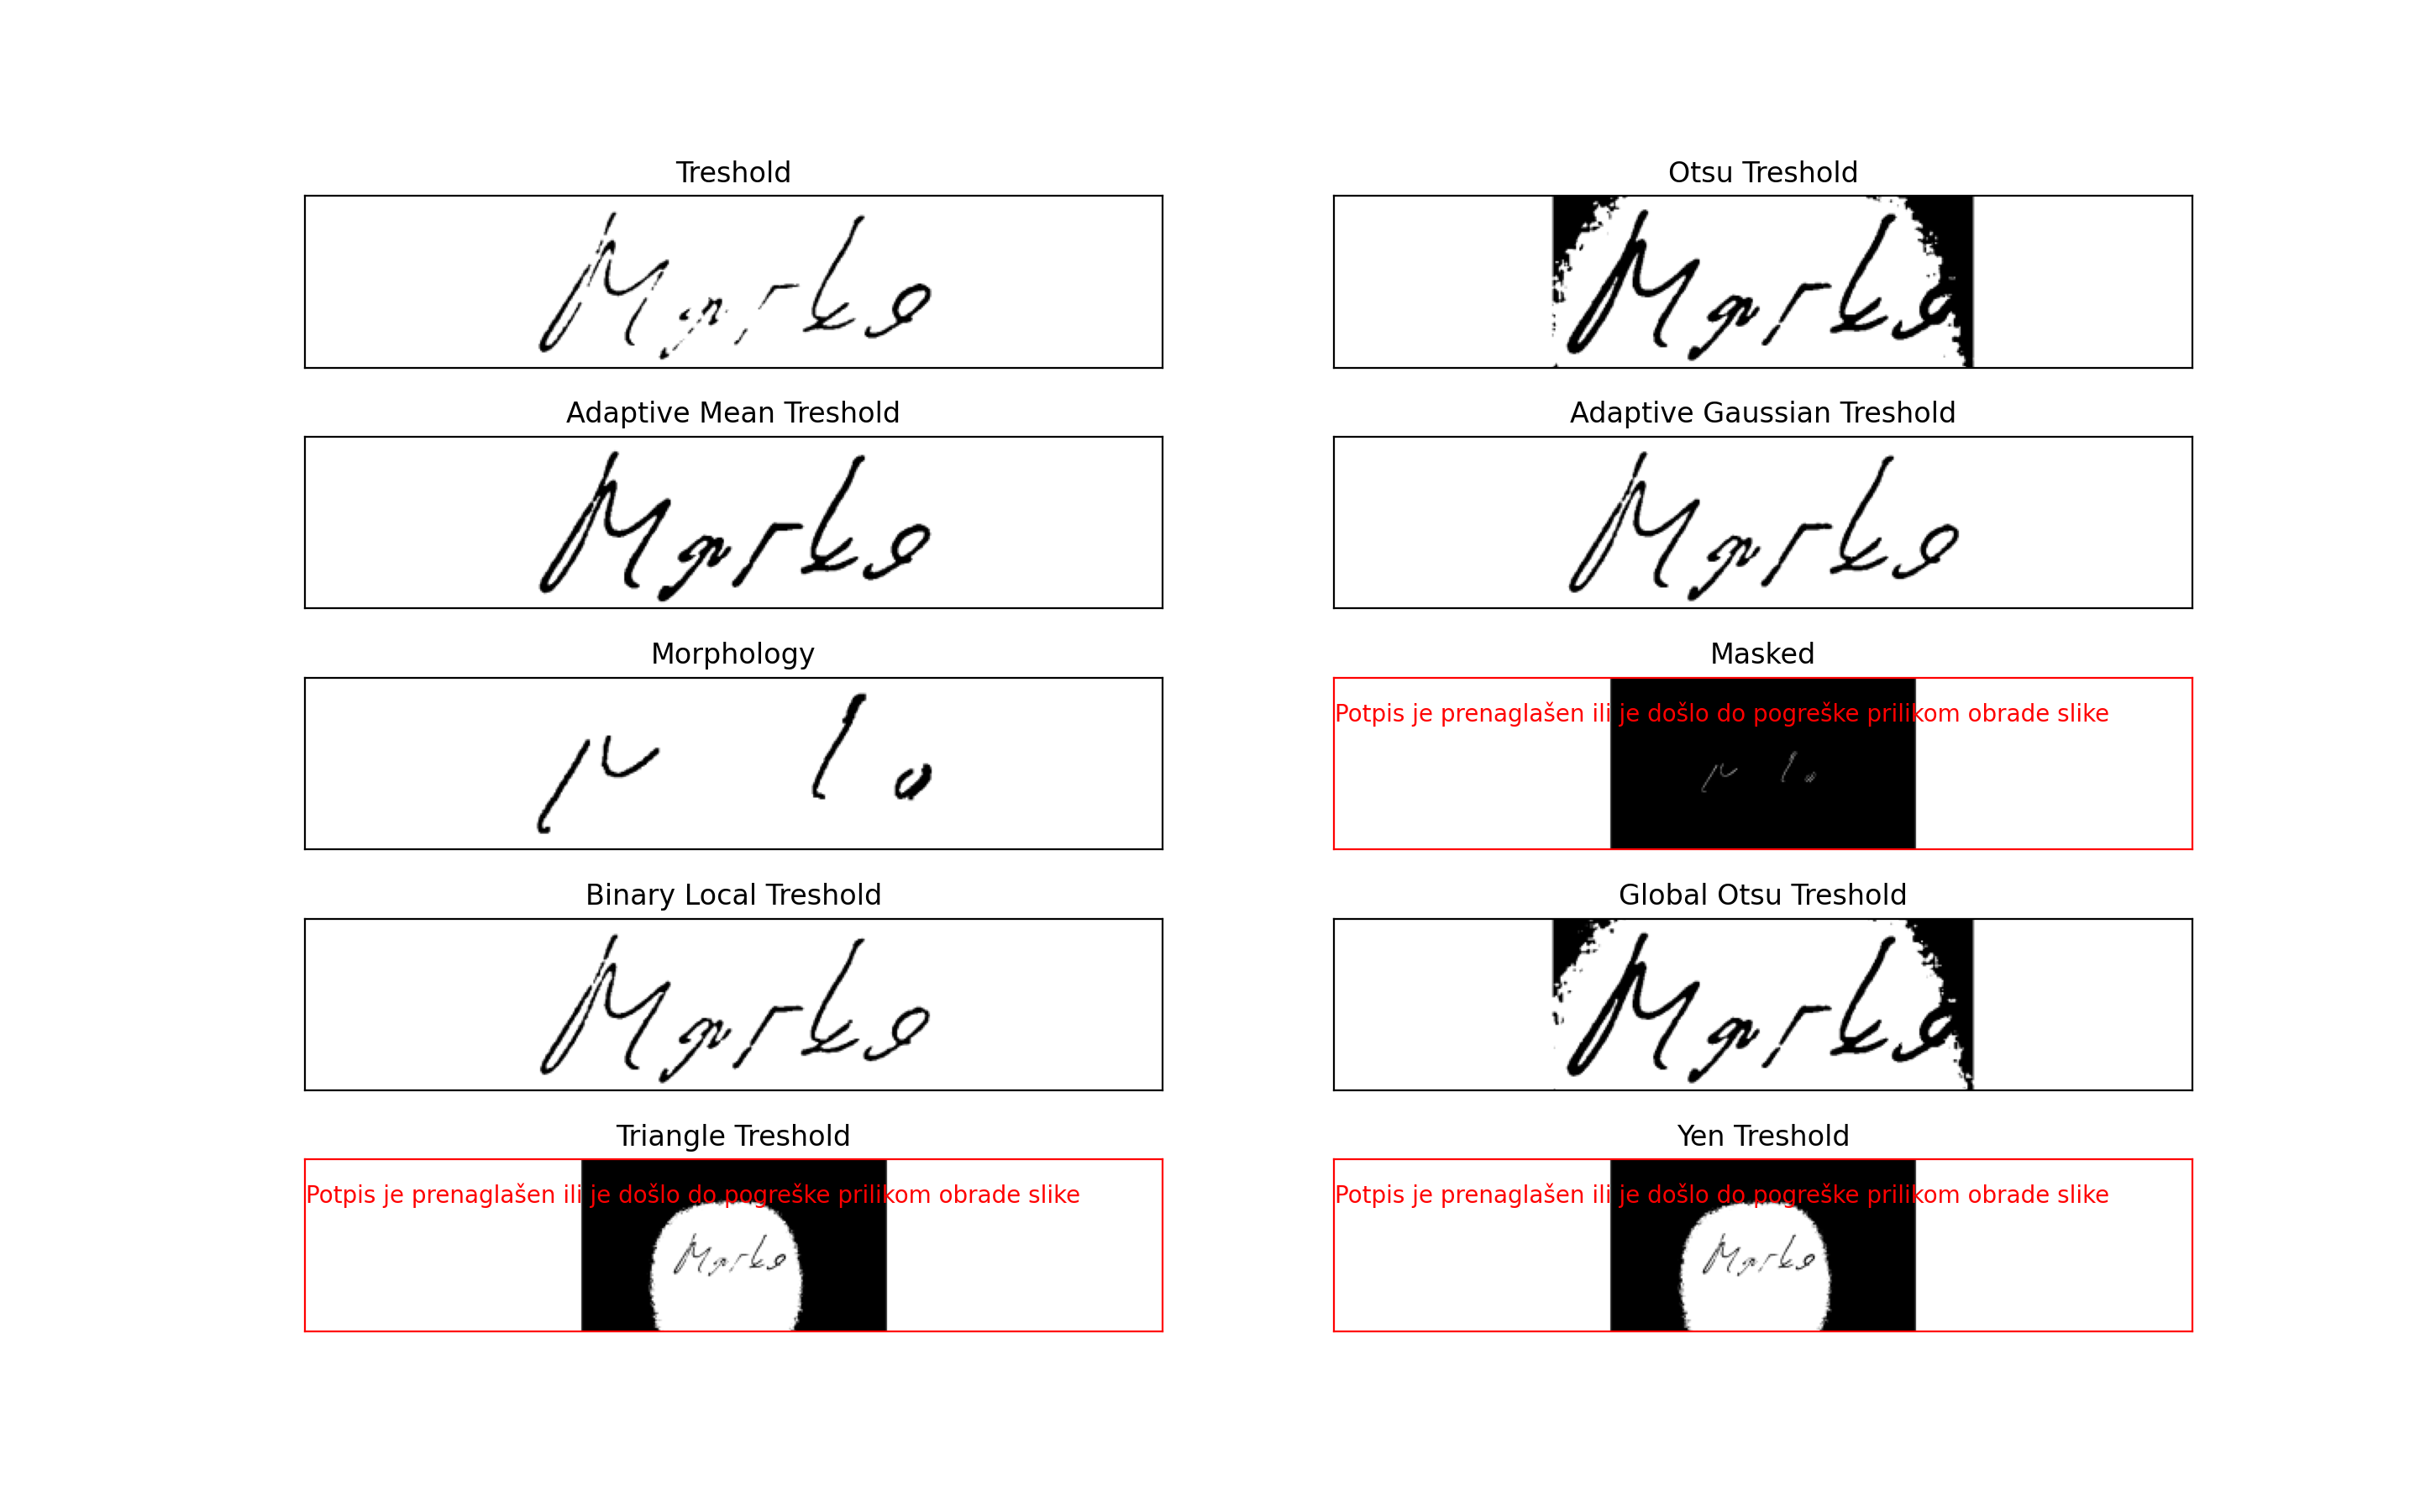 Treshold
Otsu Treshold
Marko
Marko
Adaptive Mean Treshold
Adaptive Gaussian Treshold
Marko
Marko
Morphology
Masked
Potpis je prenaglašen ili je došlo do pogreške prilikom obrade slike
Binary Local Treshold
Global Otsu Treshold
Marko
Marko
Triangle Treshold
Yen Treshold
Potpis je prenaglašen ili je došlo do pogreške prilikom obrade slike
Potpis je prenaglašen ili je došlo do pogreške prilikom obrade slike
Marko
Marko